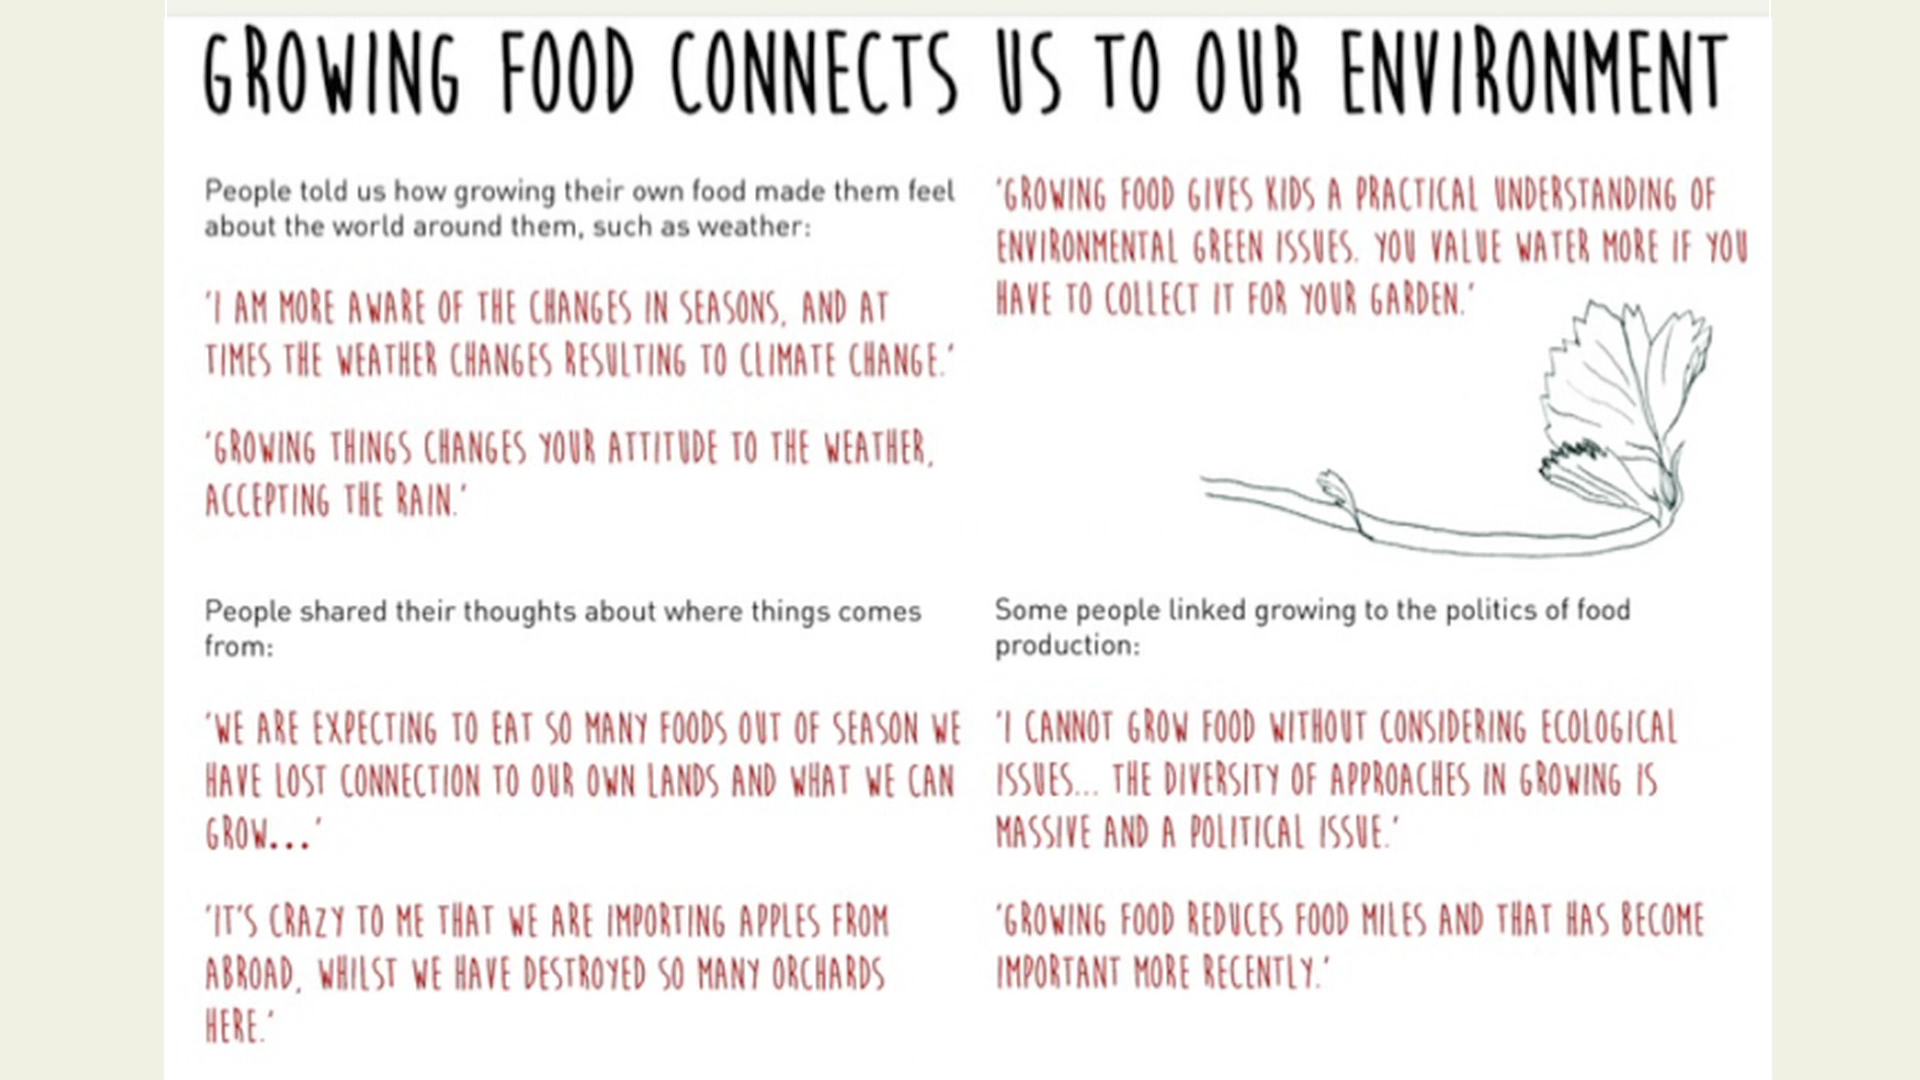 GROWING FOOD CONNECTS US TO OUR ENVIRONMENT
People told us how growing their own food made them feel
about the world around them, such as weather:
'I AM MORE AWARE OF THE CHANGES IN SEASONS, AND AT
TIMES THE WEATHER CHANGES RESULTING TO CLIMATE CHANGE.'
'GROWING THINGS CHANGES YOUR ATTITUDE TO THE WEATHER,
ACCEPTING THE RAIN.'
'GROWING FOOD GIVES KIDS A PRACTICAL UNDERSTANDING OF
ENVIRONMENTAL GREEN ISSUES. YOU VALUE WATER MORE IF YOU
HAVE TO COLLECT IT FOR YOUR GARDEN.'
People shared their thoughts about where things comes
from:
'WE ARE EXPECTING TO EAT SO MANY FOODS OUT OF SEASON WE
HAVE LOST CONNECTION TO OUR OWN LANDS AND WHAT WE CAN
GROW...'
'IT'S CRAZY TO ME THAT WE ARE IMPORTING APPLES FROM
ABROAD, WHILST WE HAVE DESTROYED SO MANY ORCHARDS
HERE.'
Some people linked growing to the politics of food
production:
'I CANNOT GROW FOOD WITHOUT CONSIDERING ECOLOGICAL
ISSUES... THE DIVERSITY OF APPROACHES IN GROWING IS
MASSIVE AND A POLITICAL ISSUE.'
'GROWING FOOD REDUCES FOOD MILES AND THAT HAS BECOME
IMPORTANT MORE RECENTLY.'